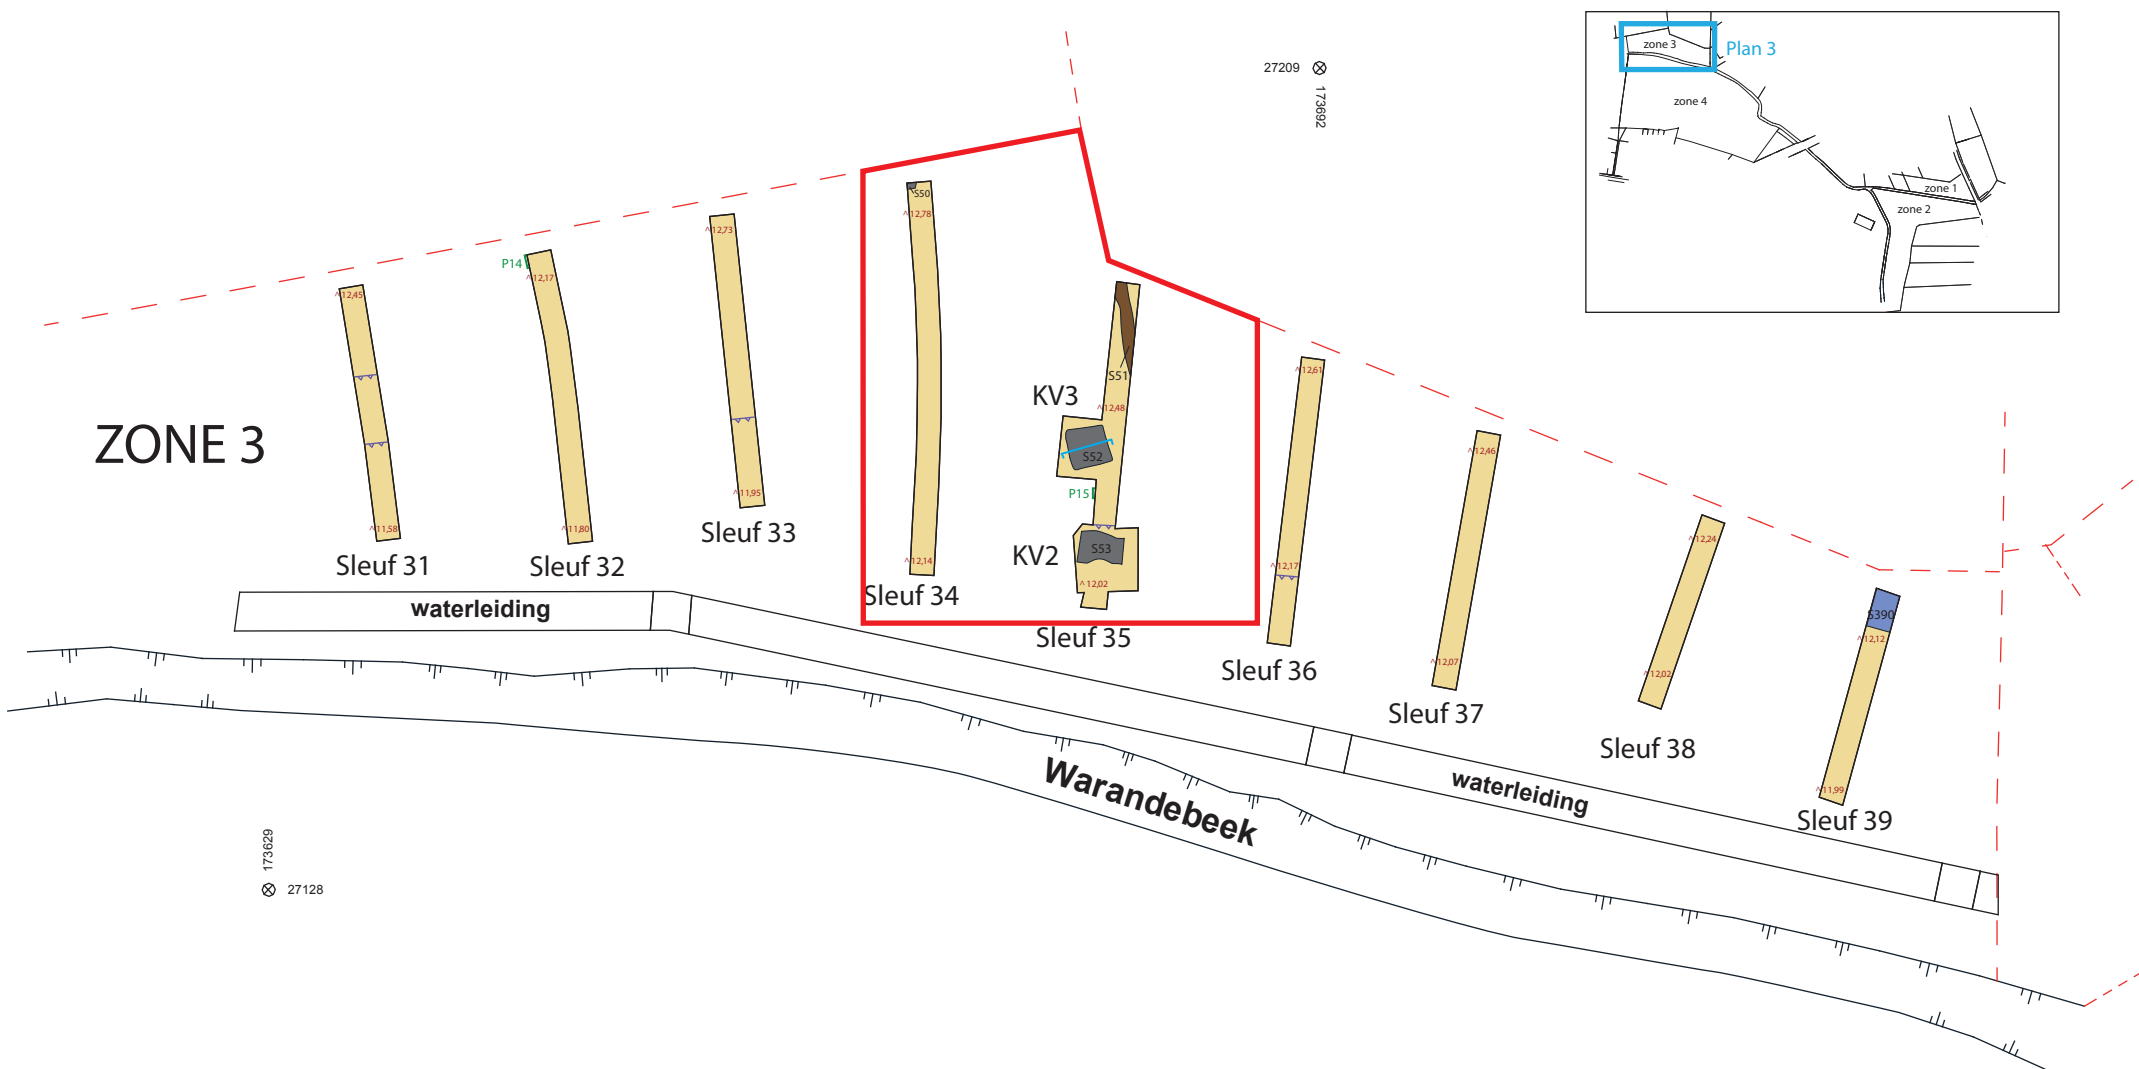 27209
173692
zone 3
Plan 3
zone 4
zone 1
zone 2
S50
^12,78
^12,73
P14
^12,17
^12,45
S51
^12,48
KV3
S52
P15
ZONE 3
^12,61
^12,46
^11,95
Sleuf 33
^11,58
^11,80
Sleuf 31
Sleuf 32
^12,14
Sleuf 34
KV2
S53
^12,02
Sleuf 35
^12,17
Sleuf 36
^12,24
^12,07
Sleuf 37
^12,02
Sleuf 38
S390
^12,12
^11,99
Sleuf 39
waterleiding
waterleiding
Warandebeek
173629
27128